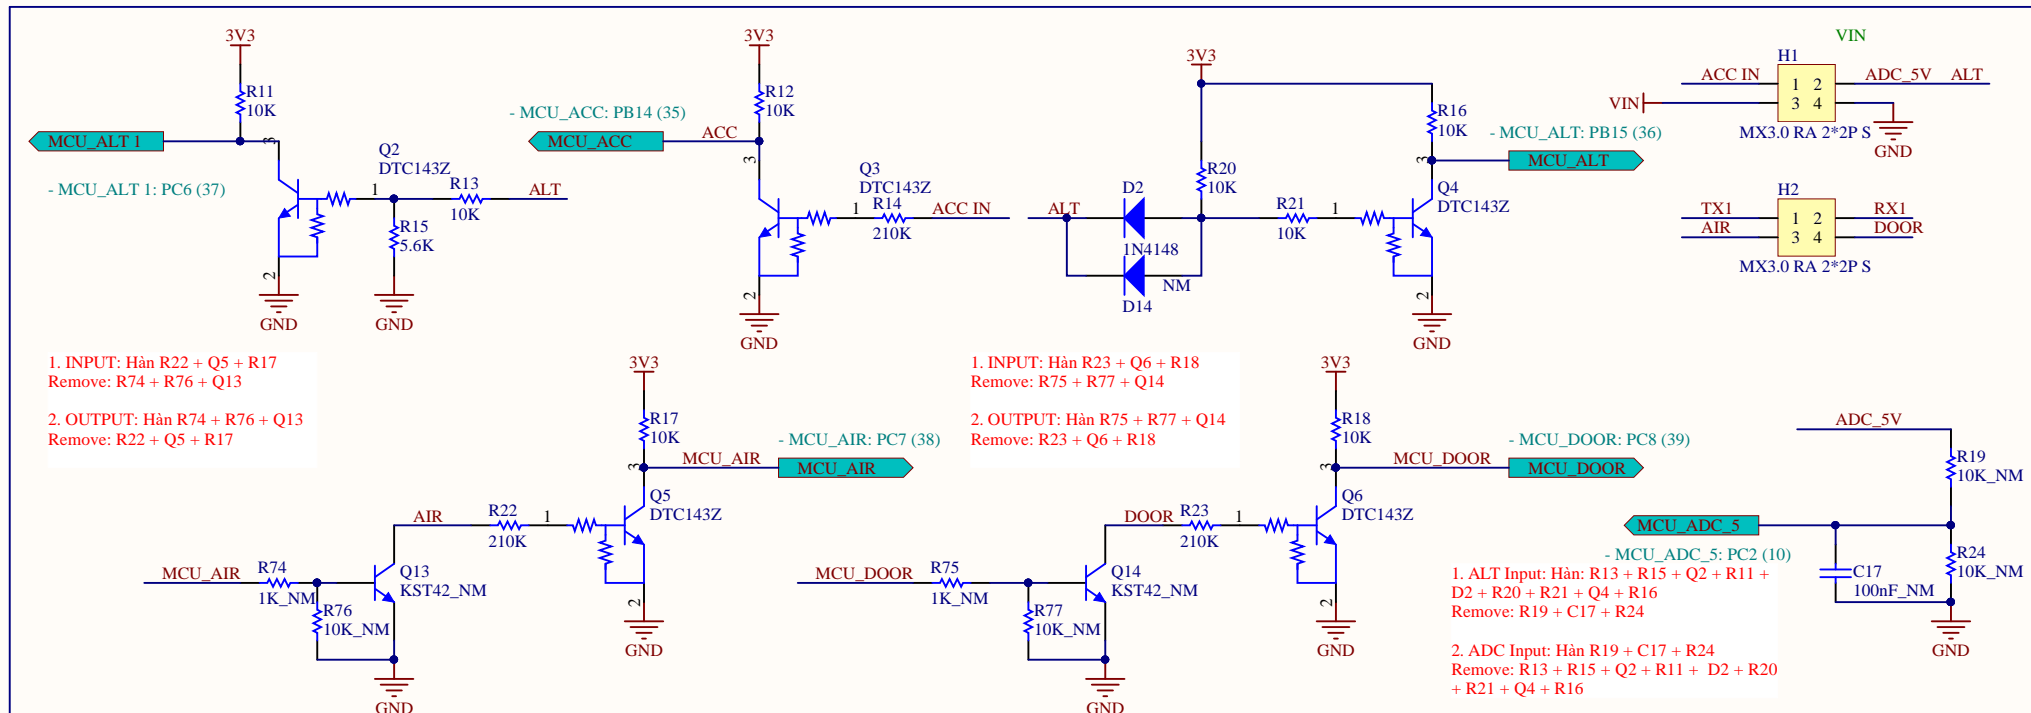 3V3
R11
10K
MCU_ALT 1
3
- MCU_ALT 1: PC6 (37)
Q2
DTC143Z
1
R13
10K
ALT
R15
5.6K
2
GND
GND
3V3
R12
10K
- MCU_ACC: PB14 (35)
MCU_ACC
ACC
3
Q3
DTC143Z
1
R14
210K
ACC IN
2
GND
3V3
R16
10K
- MCU_ALT: PB15 (36)
MCU_ALT
3
R20
10K
Q4
DTC143Z
ALT
D2
1N4148
R21
10K
1
NM
D14
2
GND
VIN
H1
ACC IN
1 2
ADC_5V
ALT
VIN
3 4
MX3.0 RA 2*2P S
GND
H2
TX1
1 2
RX1
AIR
3 4
DOOR
MX3.0 RA 2*2P S
1. INPUT: Hàn R22 + Q5 + R17
Remove: R74 + R76 + Q13
2. OUTPUT: Hàn R74 + R76 + Q13
Remove: R22 + Q5 + R17
3V3
R17
10K
- MCU_AIR: PC7 (38)
MCU_AIR
MCU_AIR
3
Q5
DTC143Z
AIR
R22
210K
1
MCU_AIR
R74
1K_NM
Q13
KST42_NM
R76
10K_NM
2
GND
GND
1. INPUT: Hàn R23 + Q6 + R18
Remove: R75 + R77 + Q14
2. OUTPUT: Hàn R75 + R77 + Q14
Remove: R23 + Q6 + R18
3V3
R18
10K
- MCU_DOOR: PC8 (39)
MCU_DOOR
MCU_DOOR
3
Q6
DTC143Z
DOOR
R23
210K
1
MCU_DOOR
R75
1K_NM
Q14
KST42_NM
R77
10K_NM
2
GND
GND
ADC_5V
R19
10K_NM
MCU_ADC_5
- MCU_ADC_5: PC2 (10)
R24
10K_NM
C17
100nF_NM
GND
1. ALT Input: Hàn: R13 + R15 + Q2 + R11 +
D2 + R20 + R21 + Q4 + R16
Remove: R19 + C17 + R24
2. ADC Input: Hàn R19 + C17 + R24
Remove: R13 + R15 + Q2 + R11 + D2 + R20
+ R21 + Q4 + R16